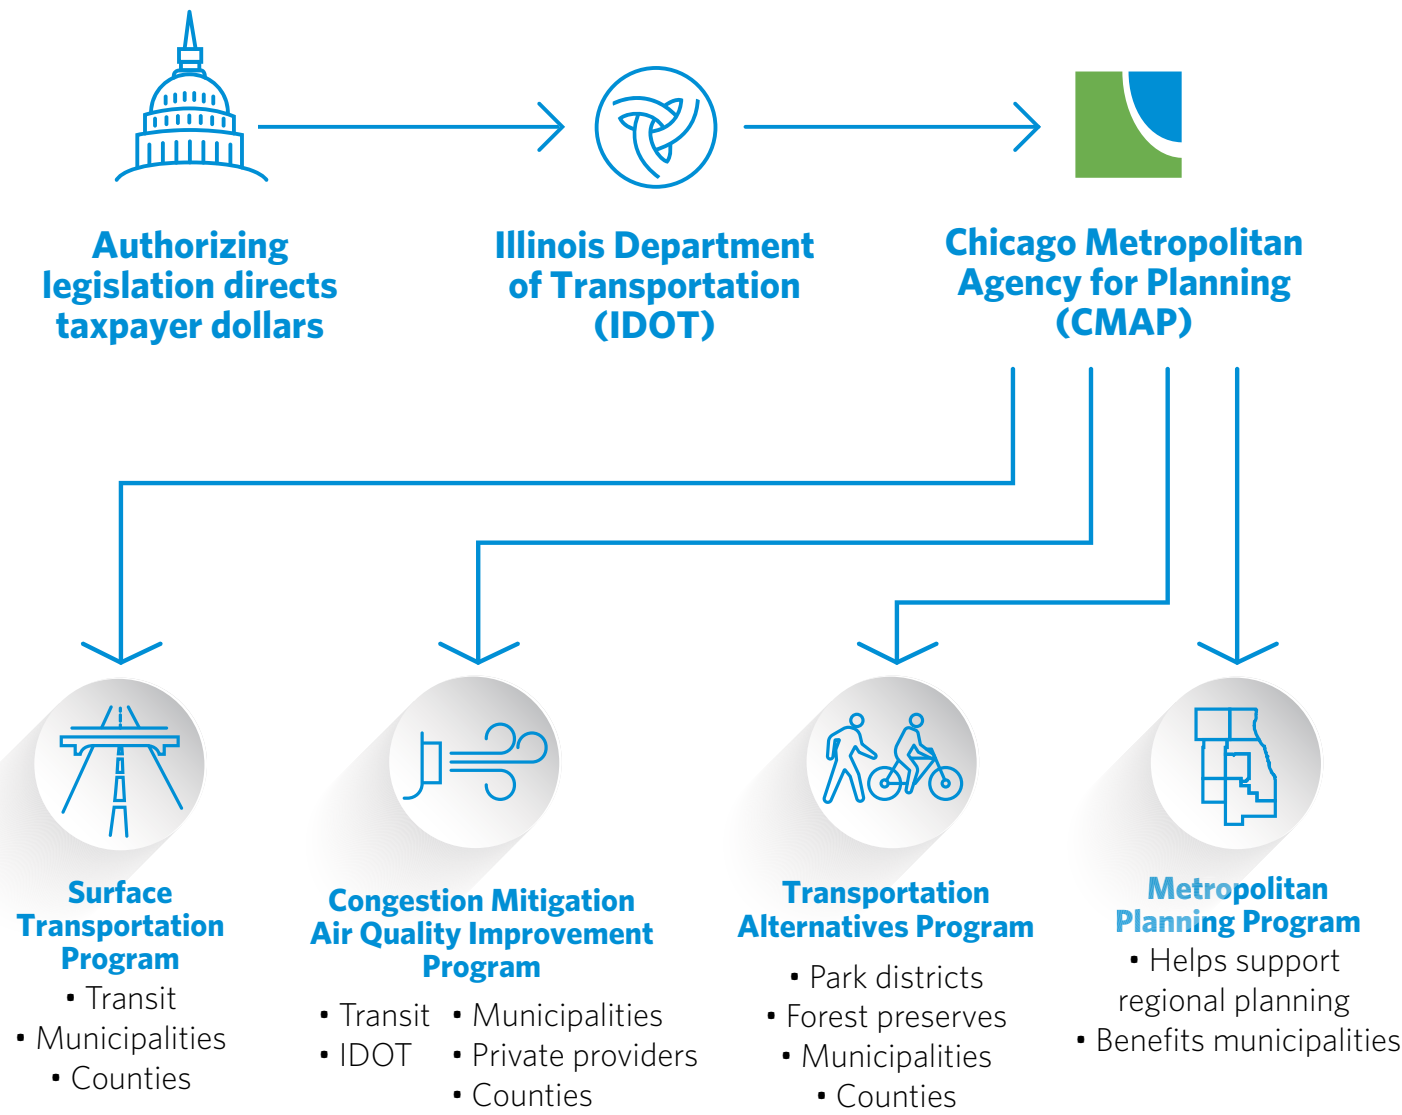 Authorizing
legislation directs
taxpayer dollars
Illinois Department
of Transportation
(IDOT)
Chicago Metropolitan
Agency for Planning
(CMAP)
Surface
Transportation
Program
• Transit
• Municipalities
• Counties
Congestion Mitigation
Air Quality Improvement
Program
• Transit
• IDOT
• Municipalities
• Private providers
• Counties
Transportation
Alternatives Program
• Park districts
• Forest preserves
• Municipalities
• Counties
Metropolitan
Planning Program
• Helps support
regional planning
• Benefits municipalities